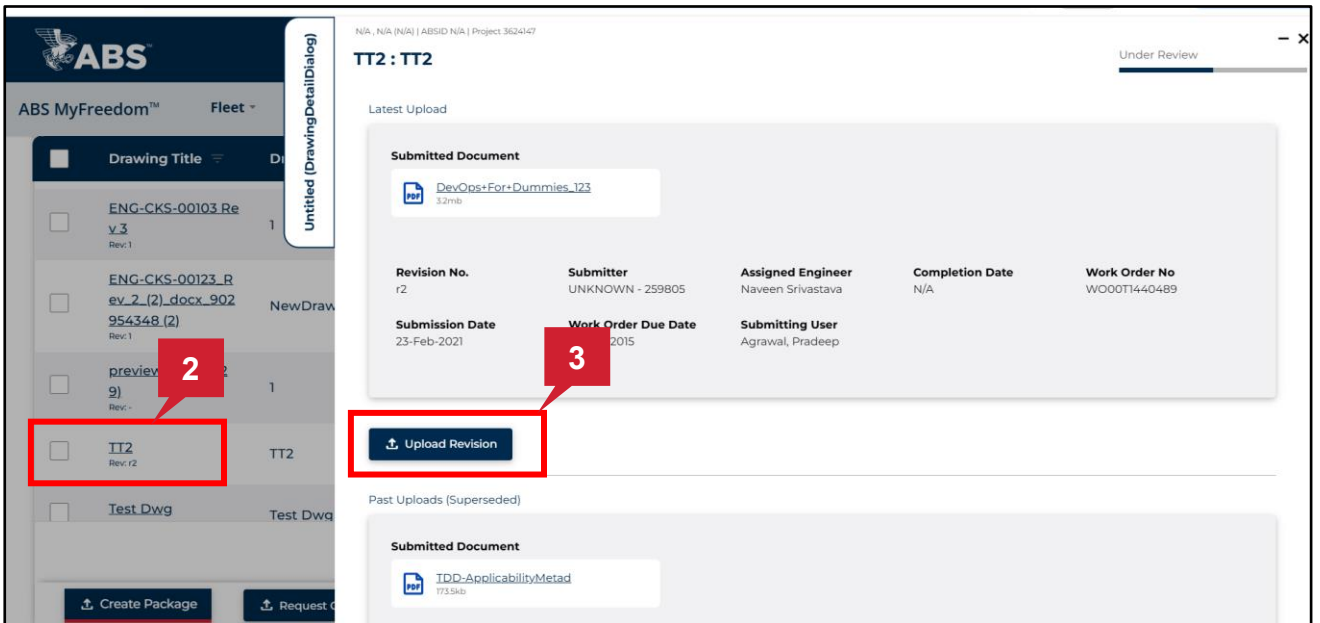 ABS
ABS MyFreedom™ Fleet
Drawing Title
ENG-CKS-00103 Re
v 3
Rev: 1
1
ENG-CKS-00123_R
ev_2_(2)_docx_902
954348 (2)
Rev: 1
NewDraw
9)
Rev: -
1
2
TT2
Rev: r2
TT2
Test Dwg
Test Dwg
Create Package
Request
Untitled (DrawingDetailDialog)
N/A , N/A (N/A) | ABSID N/A | Project 3624147
TT2 : TT2
Under Review
Latest Upload
Submitted Document
PDF
DevOps+For+Dummies_123
3.2mb
Revision No. Submitter Assigned Engineer Completion Date Work Order No
r2 UNKNOWN - 259805 Naveen Srivastava N/A WO00T1440489
Submission Date Work Order Due Date Submitting User
23-Feb-2021 2015 Agrawal, Pradeep
3
Upload Revision
Past Uploads (Superseded)
Submitted Document
PDF
TDD-ApplicabilityMetad
173.5kb